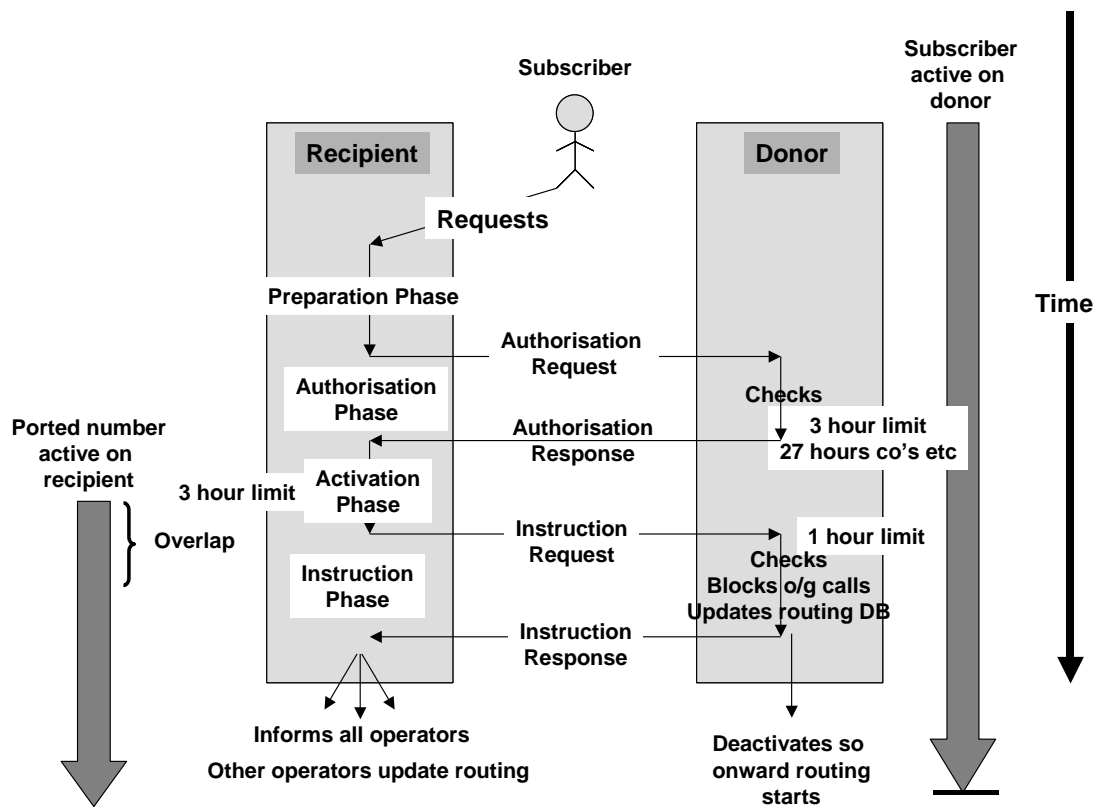 Subscriber
Subscriber
active on
donor
Recipient
Donor
Requests
Preparation Phase
Time
Authorisation
Request
Authorisation
Phase
Checks
3 hour limit
27 hours co's etc
Authorisation
Response
Ported number
active on
recipient
3 hour limit
Activation
Phase
Overlap
Instruction
Request
1 hour limit
Checks
Blocks o/g calls
Updates routing DB
Instruction
Phase
Instruction
Response
Informs all operators
Other operators update routing
Deactivates so
onward routing
starts